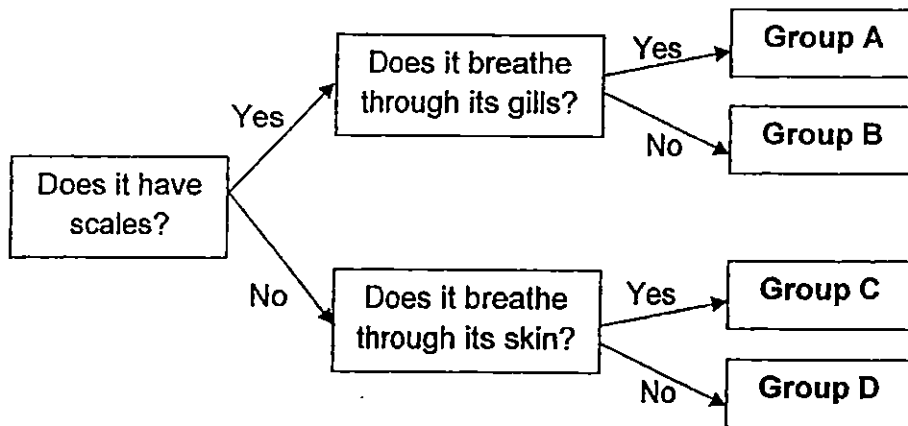 Does it have
scales?
Yes
No
Does it breathe
through its gills?
Yes
No
Group A
Group B
Does it breathe
through its skin?
Yes
No
Group C
Group D